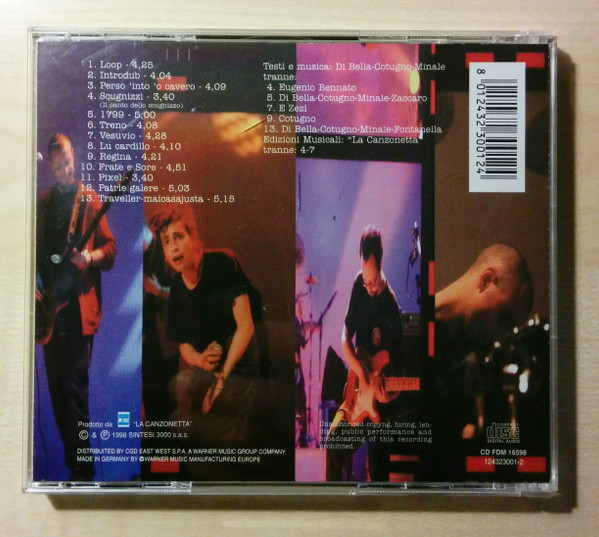 1. Loop - 4,25
2. Introdub - 4,04
3. Perso 'into 'o cavero - 4,09
4. Scugnizzi - 3,40
(Il canto dello scugnizzo)
5. 1799 - 5,00
6. Treno - 4,08
7. Vesuvio - 4,28
8. Lu cardillo - 4,10
9. Regina - 4,21
10. Frate e Sore - 4,51
11. Pixel - 3,40
12. Patrie galere - 5,03
13. Traveller-maicasajusta - 5,15
Testi e musica: Di Bella-Cotugno-Minale
tranne:
4. Eugenio Bennato
5. Di Bella-Cotugno-Minale-Zaccaro
7. E Zezi
9. Cotugno
13. Di Bella-Cotugno-Minale-Fontanella
Edizioni Musicali: "La Canzonetta"
tranne: 4-7
8 012432 300124
Prodotto da "LA CANZONETTA"
© & ℗ 1998 SINTESI 3000 s.a.s.
DISTRIBUTED BY CGD EAST WEST S.P.A. A WARNER MUSIC GROUP COMPANY.
MADE IN GERMANY BY WARNER MUSIC MANUFACTURING EUROPE
Unauthorized copyng, hiring, len-
ding, public performance and
broadcasting of this recording
prohibited.
COMPACT
disc
DIGITAL AUDIO
CD FDM 16598
124323001-2